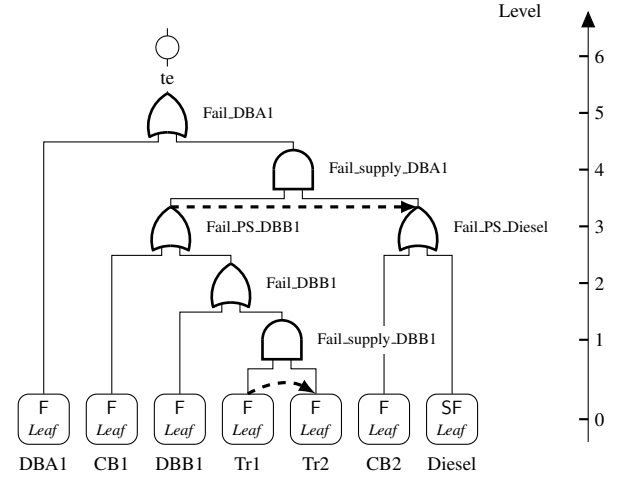 Level
6
te
Fail_DBA1
5
Fail_supply_DBA1
4
Fail_PS_DBB1
Fail_PS_Diesel
3
Fail_DBB1
2
Fail_supply_DBB1
1
F F F F F F SF
Leaf Leaf Leaf Leaf Leaf Leaf Leaf
0
DBA1 CB1 DBB1 Tr1 Tr2 CB2 Diesel